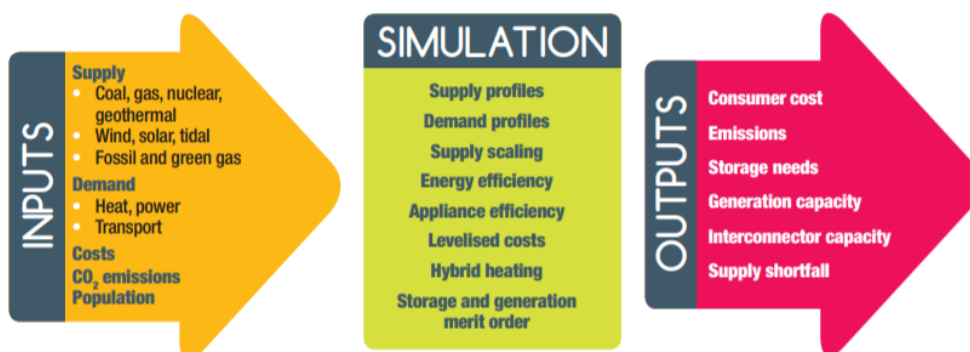 INPUTS
Supply
• Coal, gas, nuclear,
geothermal
• Wind, solar, tidal
• Fossil and green gas
Demand
• Heat, power
• Transport
Costs
CO₂ emissions
Population
SIMULATION
Supply profiles
Demand profiles
Supply scaling
Energy efficiency
Appliance efficiency
Levelised costs
Hybrid heating
Storage and generation
merit order
OUTPUTS
Consumer cost
Emissions
Storage needs
Generation capacity
Interconnector capacity
Supply shortfall